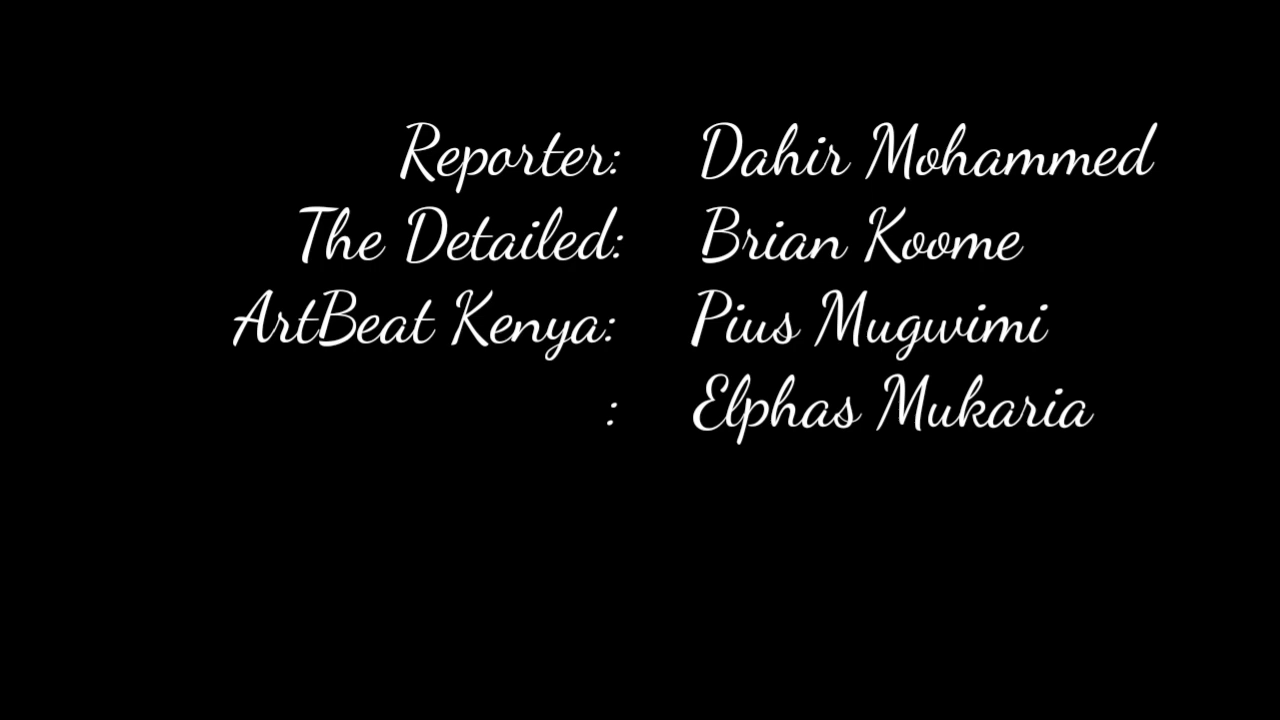 Reporter: Dahir Mohammed
The Detailed: Brian Koome
ArtBeat Kenya: Pius Mugwimi
: Elphas Mukaria